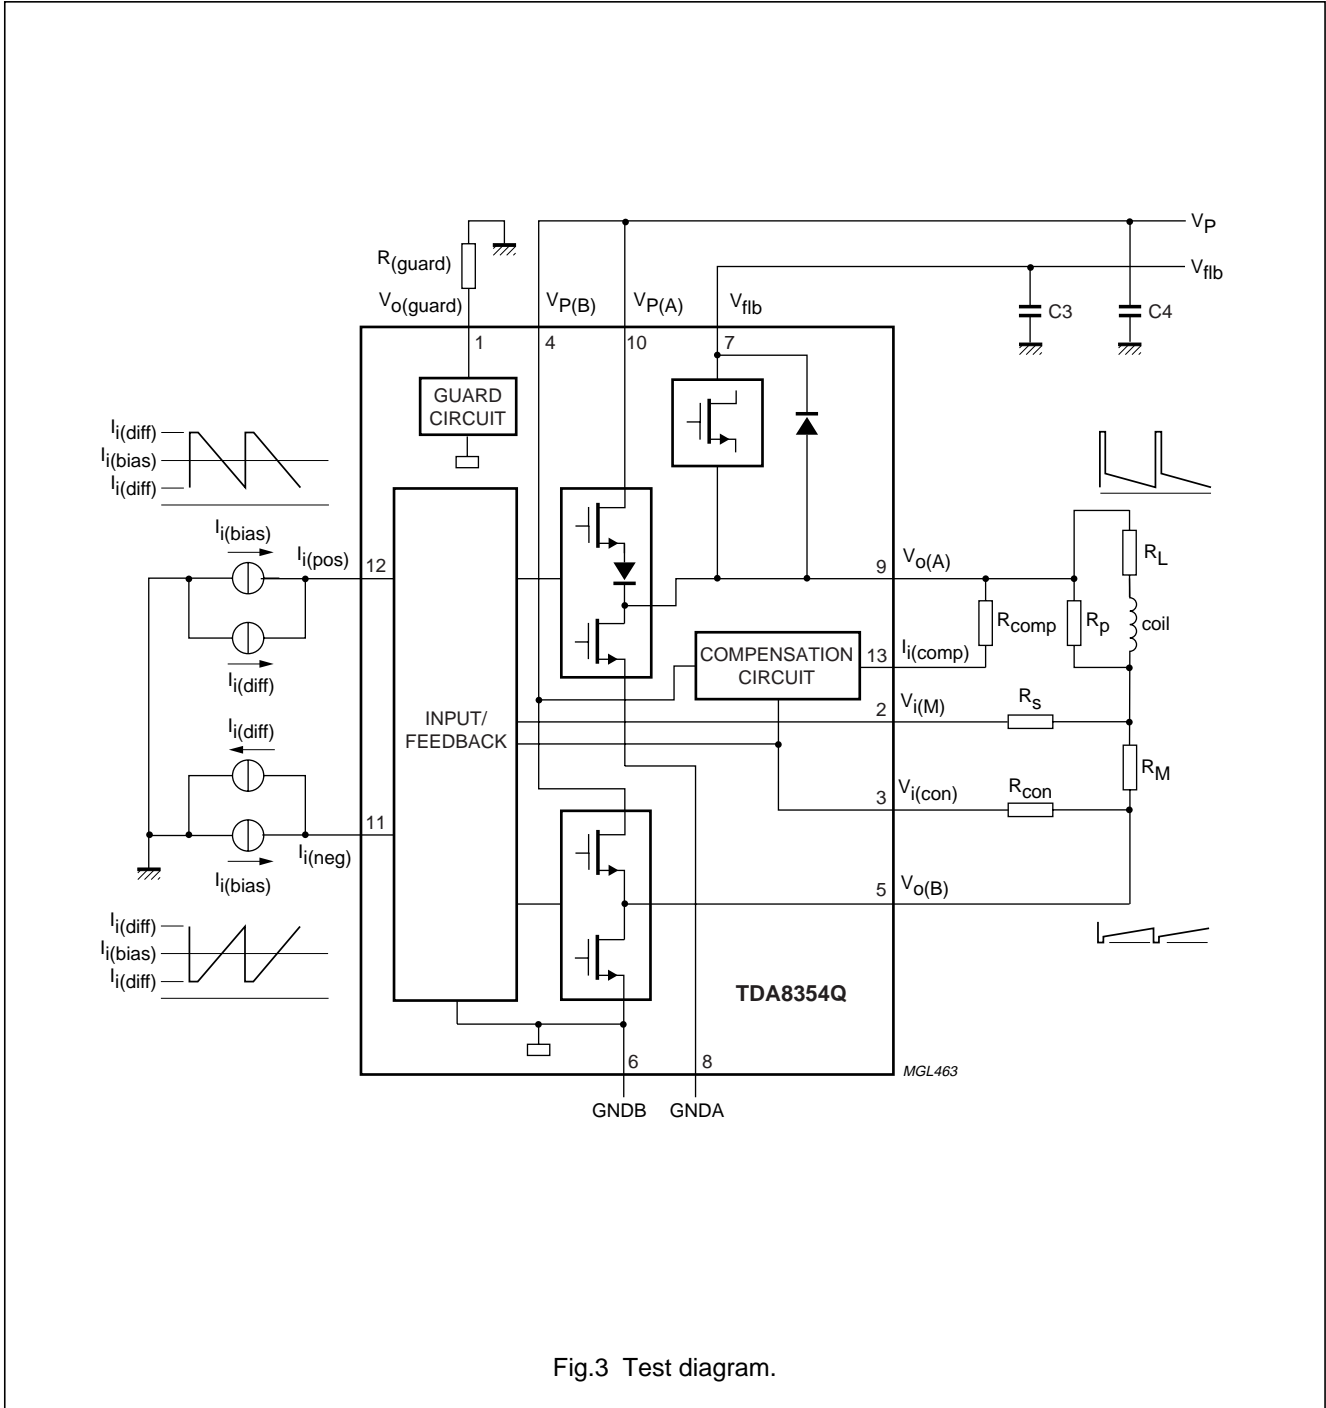 VP
R(guard)
Vflb
Vo(guard)
VP(B)
VP(A)
Vflb
C3
C4
1
4
10
7
GUARD
CIRCUIT
Ii(diff)
Ii(bias)
Ii(diff)
Ii(bias)
Ii(pos)
12
9
Vo(A)
RL
Rcomp
Rp
coil
Ii(diff)
COMPENSATION
CIRCUIT
13
Ii(comp)
2
Vi(M)
Rs
INPUT/
FEEDBACK
Ii(diff)
RM
3
Vi(con)
Rcon
11
Ii(neg)
Ii(bias)
5
Vo(B)
Ii(diff)
Ii(bias)
Ii(diff)
TDA8354Q
6
8
MGL463
GNDB
GNDA
Fig.3 Test diagram.